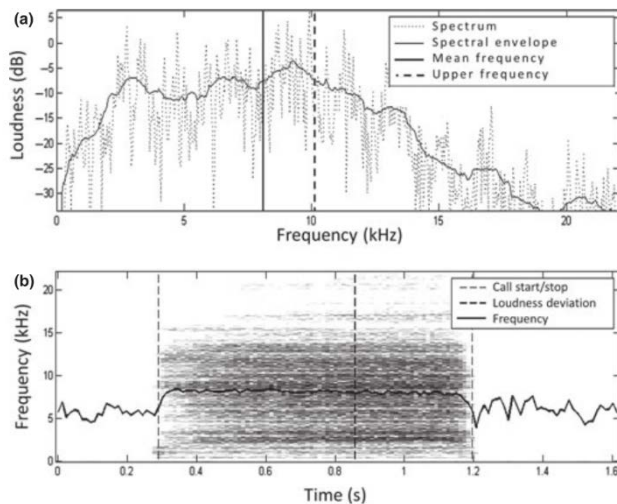 (a)
Loudness (dB)
5
0
−5
−10
−15
−20
−25
−30
Spectrum
Spectral envelope
Mean frequency
Upper frequency
0 5 10 15 20
Frequency (kHz)
(b)
Frequency (kHz)
20
15
10
5
0
Call start/stop
Loudness deviation
Frequency
0 0.2 0.4 0.6 0.8 1 1.2 1.4 1.6
Time (s)